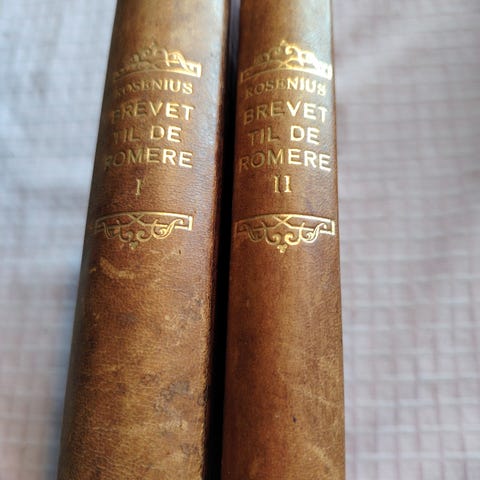 ROSENIUS
BREVET
TIL DE
ROMERE
I
ROSENIUS
BREVET
TIL DE
ROMERE
II